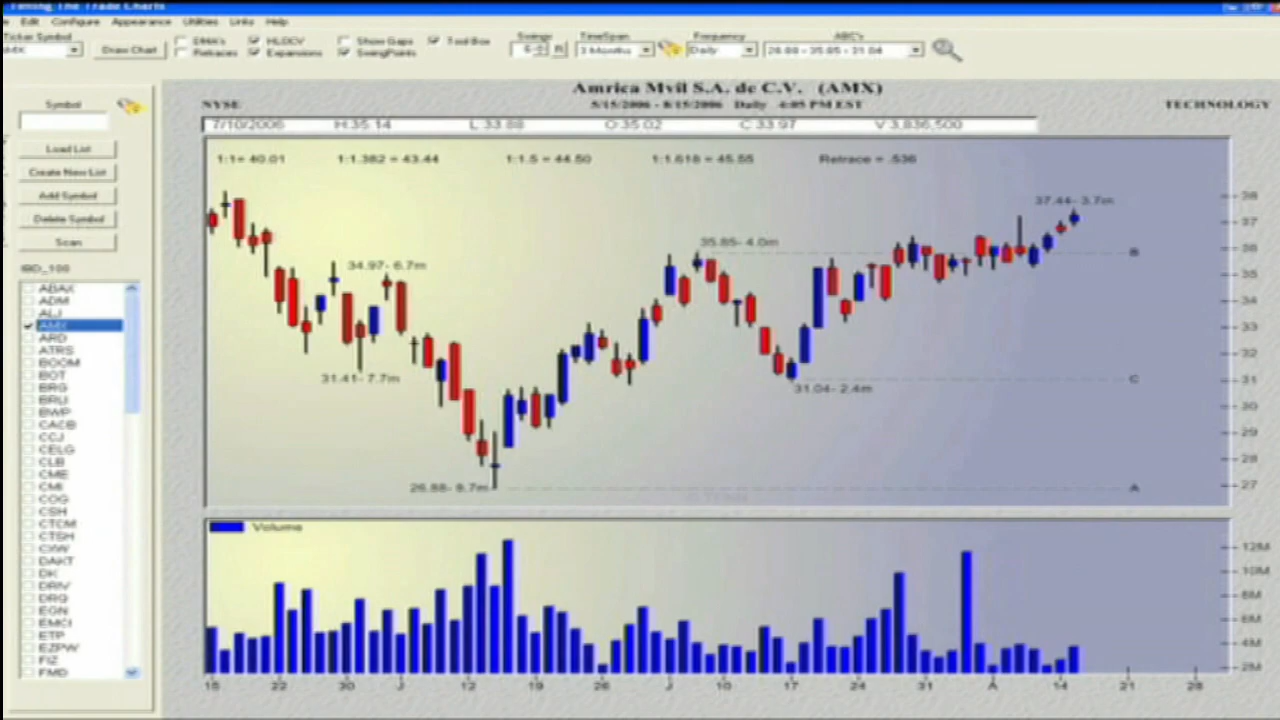 Timing The Trade Charts
Edit Configure Appearance Utilities Links Help
Ticker Symbol
AMX
Draw Chart
DMA's HLOCV Show Gaps Tool Box
Retraces Expansions SwingPoints
Swings
TimeSpan
3 Months
Frequency
Daily
ABC's
26.88 - 35.85 - 31.04
Amrica Mvil S.A. de C.V. (AMX)
NYSE 5/15/2006 - 8/15/2006 Daily 4:05 PM EST TECHNOLOGY
7/10/2006 H:35.14 L:33.88 O:35.02 C:33.97 V:3,836,500
1:1= 40.01 1:1.382 = 43.44 1:1.5 = 44.50 1:1.618 = 45.55 Retrace = .536
Symbol
Load List
Create New List
Add Symbol
Delete Symbol
Scan
IBD_100
ABAX
ADM
ALJ
AMX
ARD
ATRS
BOOM
BOT
BRG
BRLI
BWP
CACB
CCJ
CELG
CLB
CME
CMI
COG
CSH
CTCM
CTSH
CXW
DAKT
DK
DRIV
DRQ
EGN
EMCI
ETP
EZPW
FIZ
FMD
37.44- 3.7m
35.85- 4.0m
34.97- 6.7m
31.41- 7.7m
31.04- 2.4m
B
C
A
38
37
36
35
34
33
32
31
30
29
28
27
Volume
12M
10M
8M
6M
4M
2M
15 22 30 J 12 19 26 J 10 17 24 31 A 14 21 28